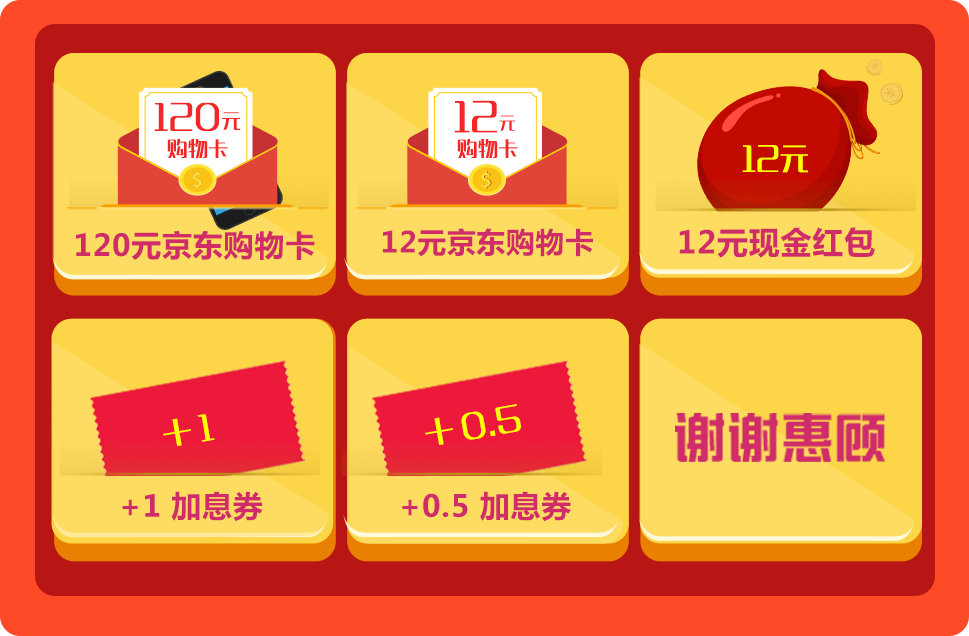 120元
购物卡
120元京东购物卡
12元
购物卡
12元京东购物卡
12元
12元现金红包
+1
+1 加息券
+0.5
+0.5 加息券
谢谢惠顾